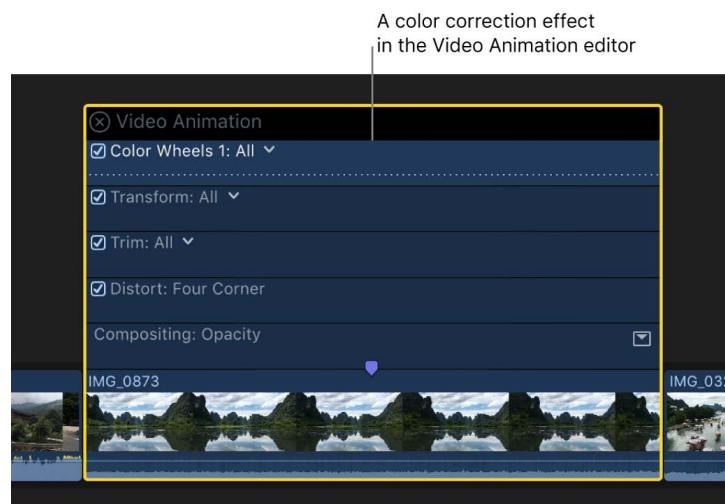 A color correction effect
in the Video Animation editor
Video Animation
Color Wheels 1: All
Transform: All
Trim: All
Distort: Four Corner
Compositing: Opacity
IMG_0873
IMG_032